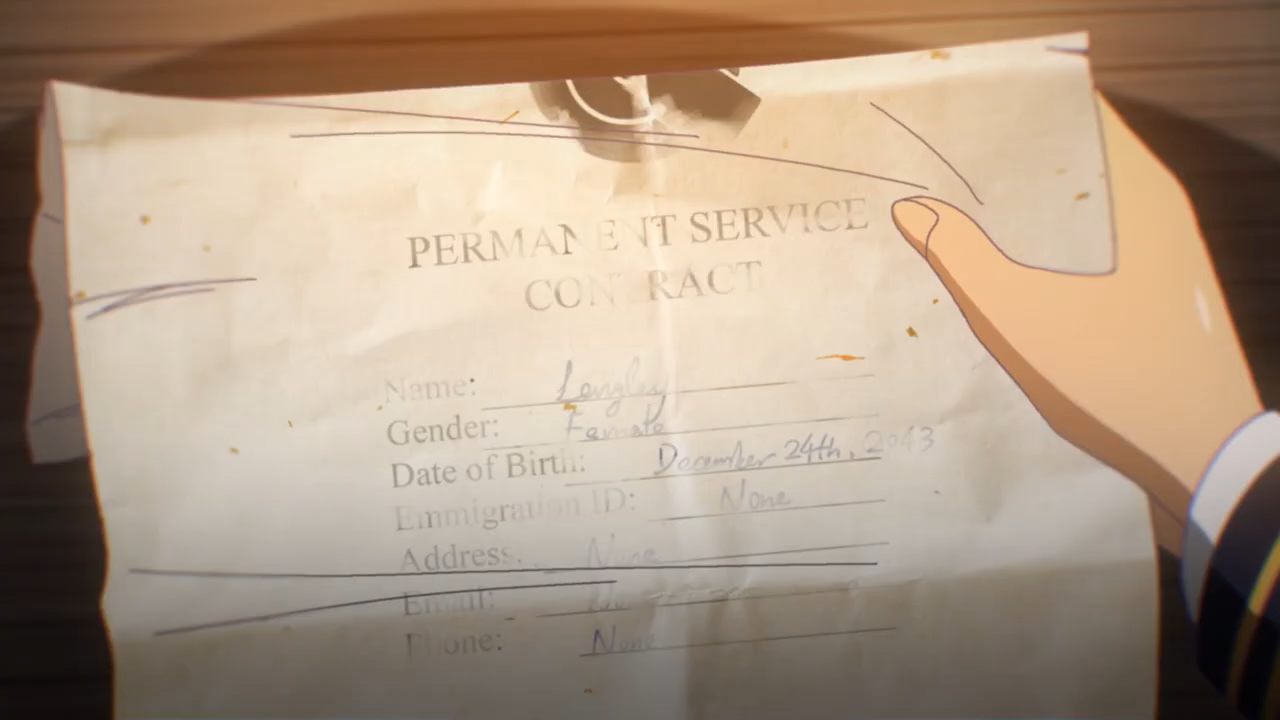 PERMANENT SERVICE
CONTRACT
Name: Langley
Gender: Female
Date of Birth: December 24th, 2043
Emmigration ID: None
Address: None
Email:
Phone: None